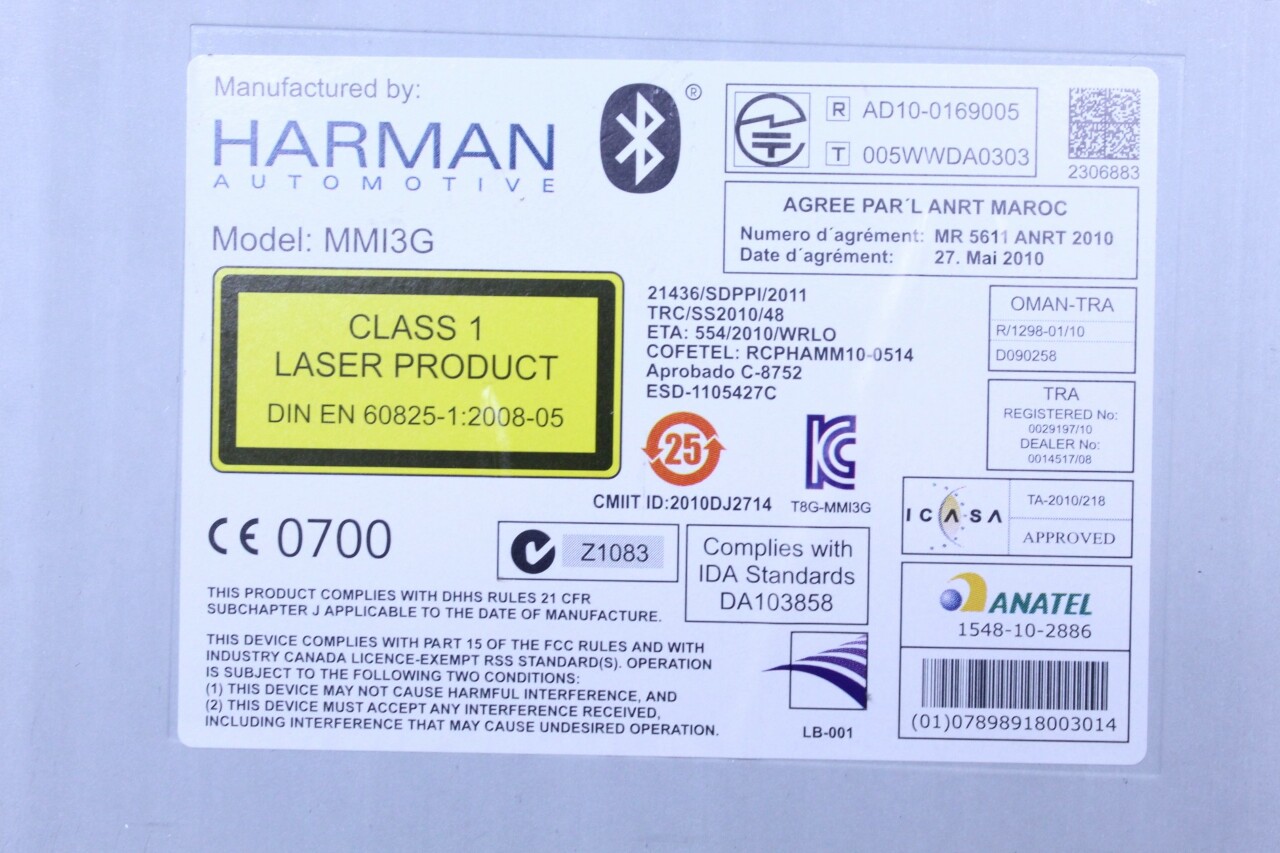 Manufactured by:
HARMAN
AUTOMOTIVE
®
R AD10-0169005
T 005WWDA0303
2306883
AGREE PAR´L ANRT MAROC
Numero d´agrément: MR 5611 ANRT 2010
Date d´agrément: 27. Mai 2010
Model: MMI3G
CLASS 1
LASER PRODUCT
DIN EN 60825-1:2008-05
21436/SDPPI/2011
TRC/SS2010/48
ETA: 554/2010/WRLO
COFETEL: RCPHAMM10-0514
Aprobado C-8752
ESD-1105427C
OMAN-TRA
R/1298-01/10
D090258
TRA
REGISTERED No:
0029197/10
DEALER No:
0014517/08
25
CMIIT ID:2010DJ2714
T8G-MMI3G
ICASA
TA-2010/218
APPROVED
CE 0700
Z1083
Complies with
IDA Standards
DA103858
ANATEL
1548-10-2886
(01)07898918003014
THIS PRODUCT COMPLIES WITH DHHS RULES 21 CFR
SUBCHAPTER J APPLICABLE TO THE DATE OF MANUFACTURE.
THIS DEVICE COMPLIES WITH PART 15 OF THE FCC RULES AND WITH
INDUSTRY CANADA LICENCE-EXEMPT RSS STANDARD(S). OPERATION
IS SUBJECT TO THE FOLLOWING TWO CONDITIONS:
(1) THIS DEVICE MAY NOT CAUSE HARMFUL INTERFERENCE, AND
(2) THIS DEVICE MUST ACCEPT ANY INTERFERENCE RECEIVED,
INCLUDING INTERFERENCE THAT MAY CAUSE UNDESIRED OPERATION.
LB-001